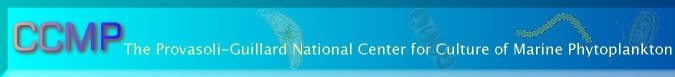 CCMP The Provasoli-Guillard National Center for Culture of Marine Phytoplankton